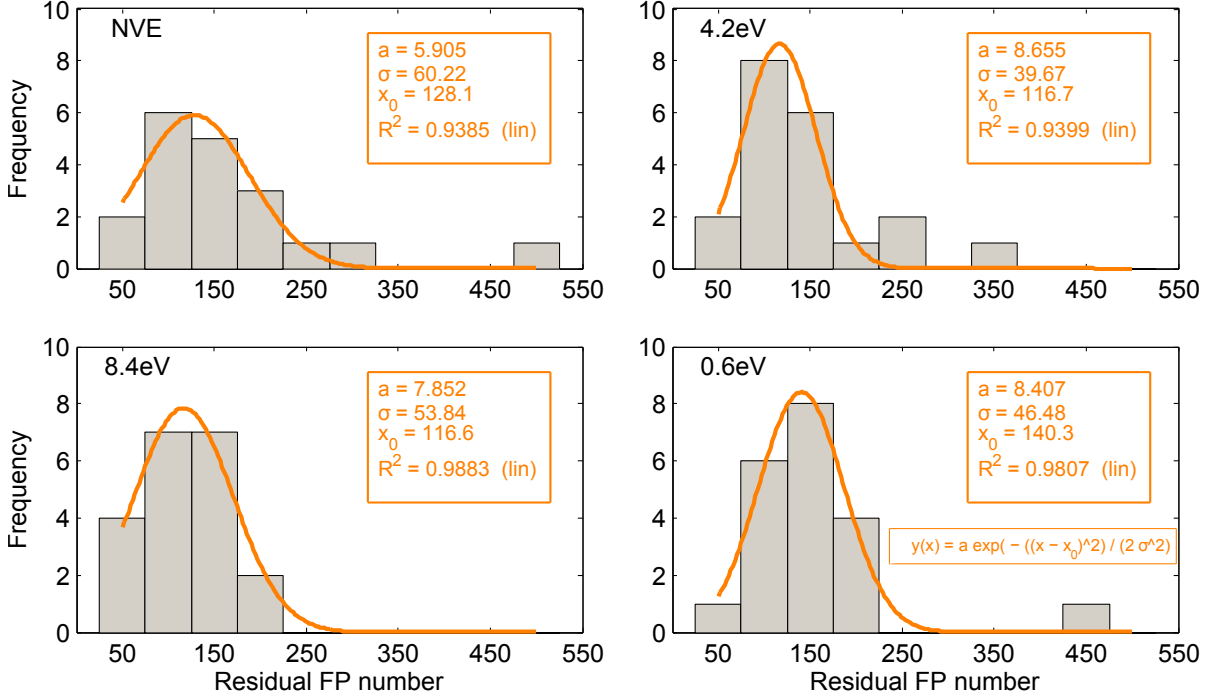 NVE
a = 5.905
σ = 60.22
x0 = 128.1
R2 = 0.9385 (lin)
Frequency
10
8
6
4
2
0
50 150 250 350 450 550
4.2eV
a = 8.655
σ = 39.67
x0 = 116.7
R2 = 0.9399 (lin)
10
8
6
4
2
0
50 150 250 350 450 550
8.4eV
a = 7.852
σ = 53.84
x0 = 116.6
R2 = 0.9883 (lin)
Frequency
10
8
6
4
2
0
50 150 250 350 450 550
Residual FP number
0.6eV
a = 8.407
σ = 46.48
x0 = 140.3
R2 = 0.9807 (lin)
y(x) = a exp( − ((x − x0)^2) / (2 σ^2)
10
8
6
4
2
0
50 150 250 350 450 550
Residual FP number